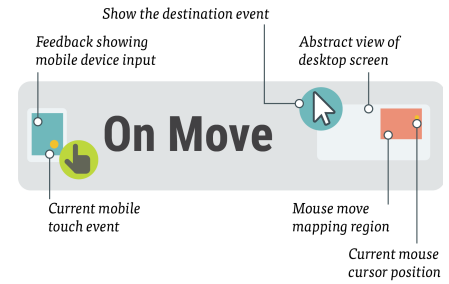 Show the destination event
Feedback showing
mobile device input
Abstract view of
desktop screen
On Move
Current mobile
touch event
Mouse move
mapping region
Current mouse
cursor position